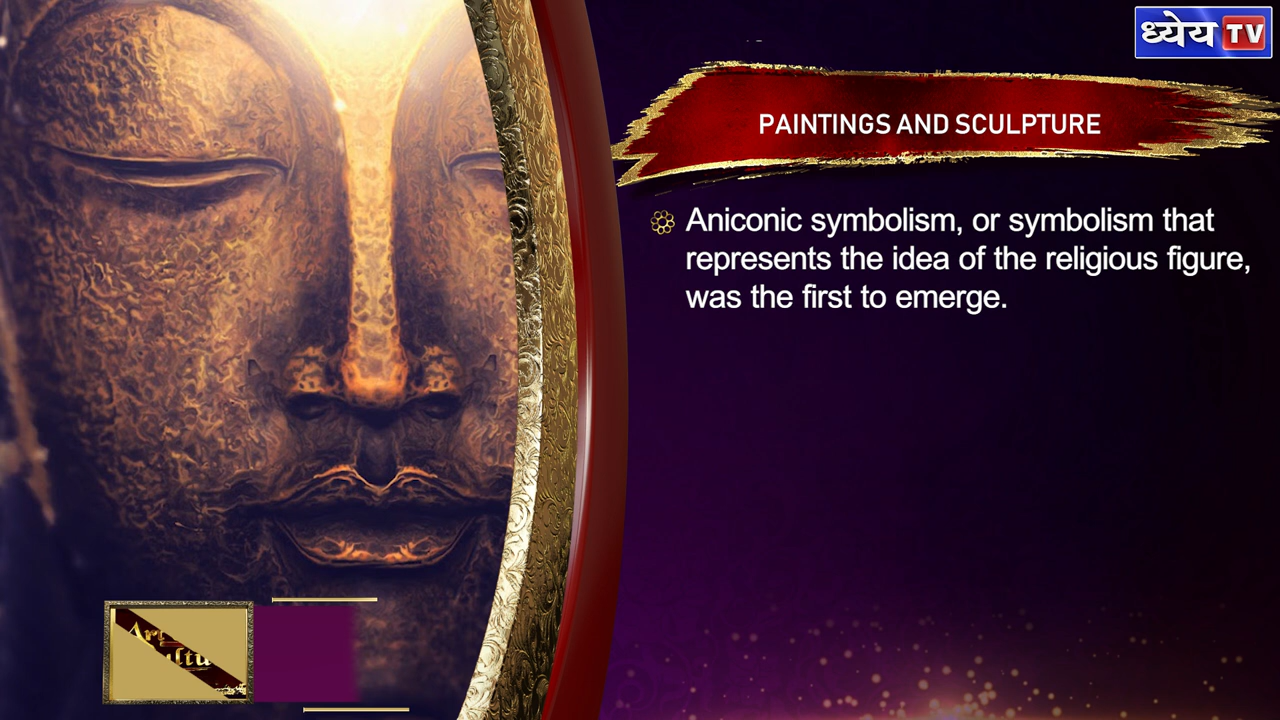 ध्येय TV
PAINTINGS AND SCULPTURE
Aniconic symbolism, or symbolism that
represents the idea of the religious figure,
was the first to emerge.
Art